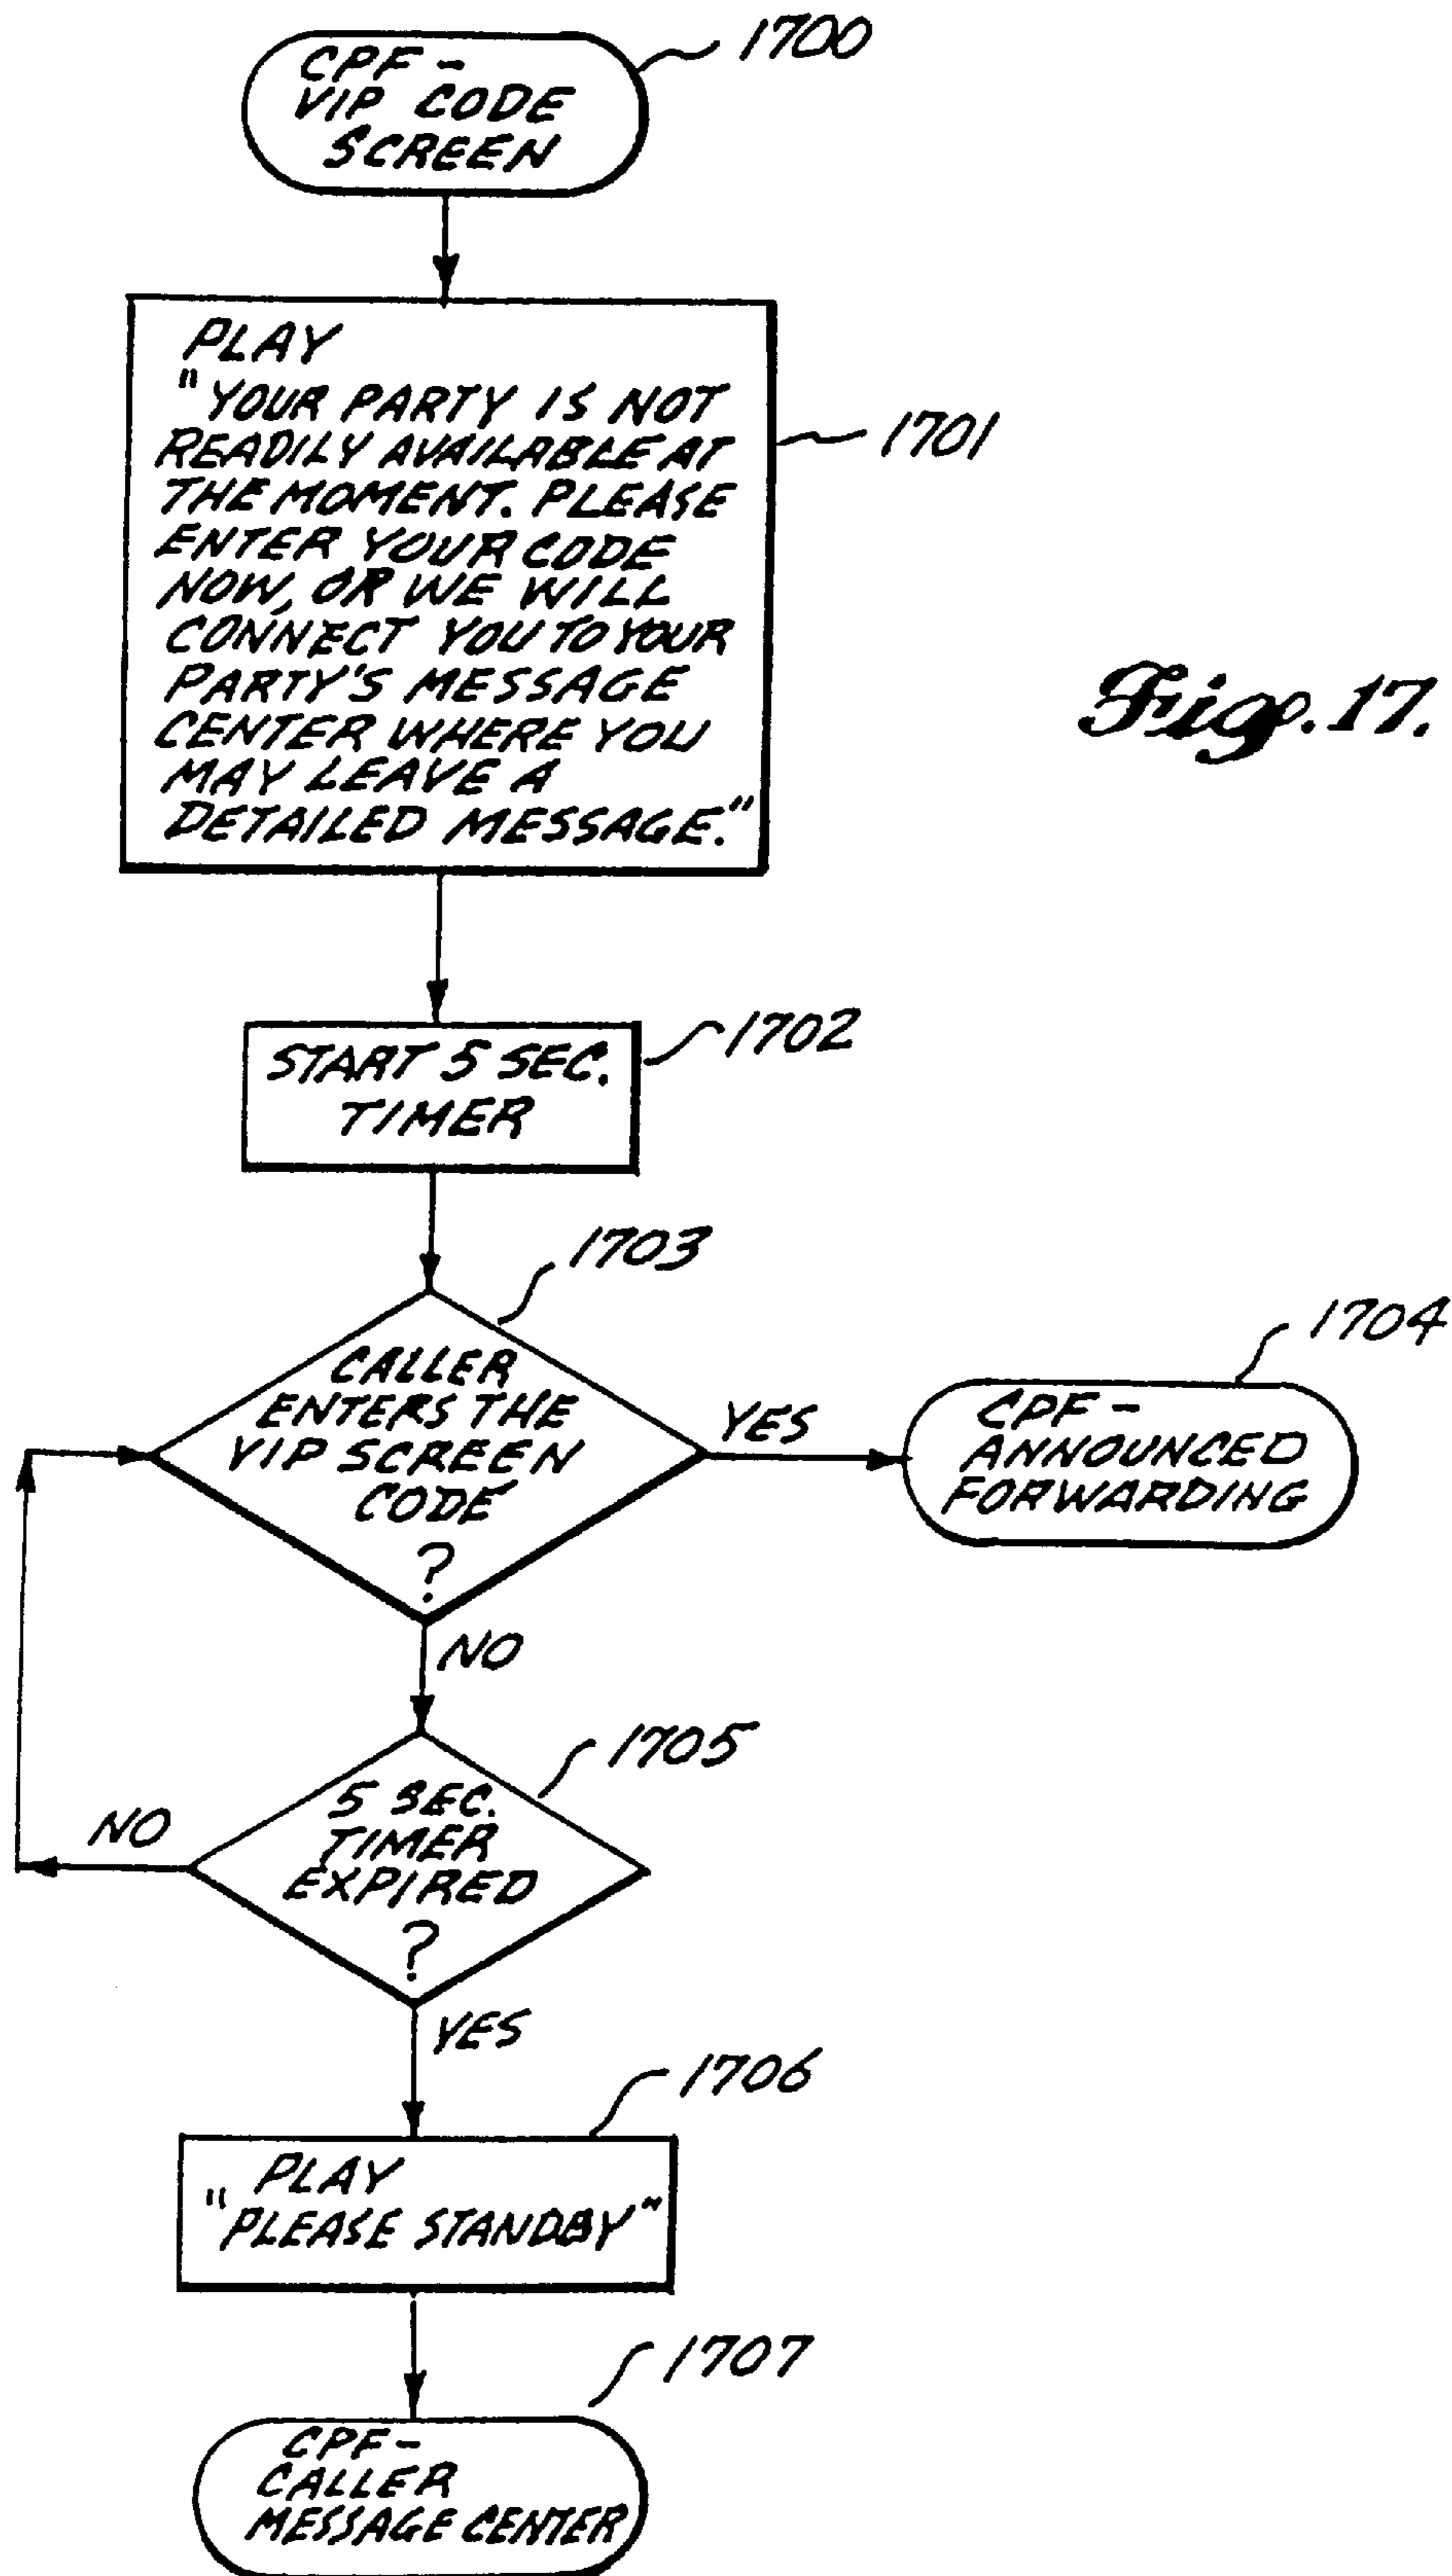 1700
CPF -
VIP CODE
SCREEN
PLAY
"YOUR PARTY IS NOT
READILY AVAILABLE AT
THE MOMENT. PLEASE
ENTER YOUR CODE
NOW, OR WE WILL
CONNECT YOU TO YOUR
PARTY'S MESSAGE
CENTER WHERE YOU
MAY LEAVE A
DETAILED MESSAGE."
1701
Fig. 17.
1702
START 5 SEC.
TIMER
1703
CALLER
ENTERS THE
VIP SCREEN
CODE
?
YES
1704
CPF -
ANNOUNCED
FORWARDING
NO
1705
5 SEC.
TIMER
EXPIRED
?
NO
YES
1706
PLAY
"PLEASE STANDBY"
1707
CPF -
CALLER
MESSAGE CENTER